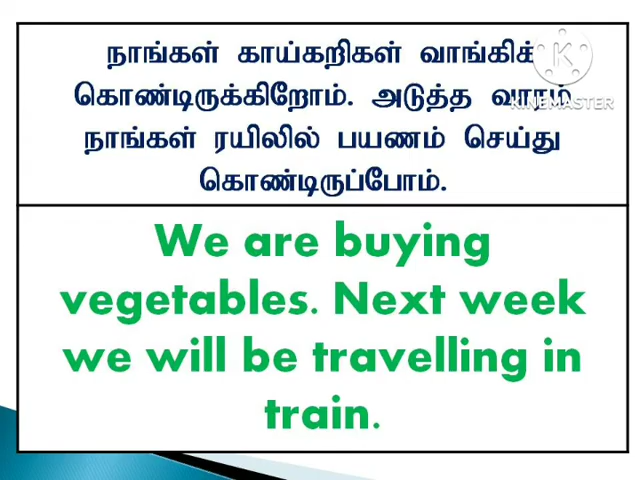 நாங்கள் காய்கறிகள் வாங்கிக்
கொண்டிருக்கிறோம். அடுத்த வாரம்
நாங்கள் ரயிலில் பயணம் செய்து
கொண்டிருப்போம்.
We are buying
vegetables. Next week
we will be travelling in
train.
K
KINEMASTER